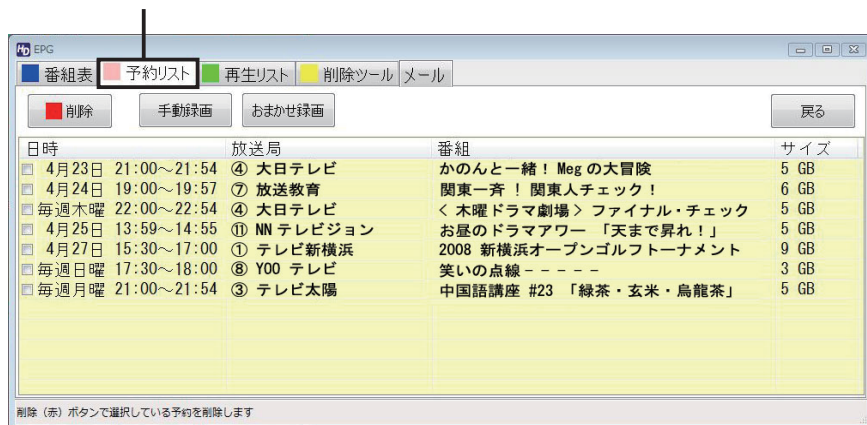 HD EPG
番組表 予約リスト 再生リスト 削除ツール メール
削除 手動録画 おまかせ録画 戻る
日時 放送局 番組 サイズ
4月23日 21:00～21:54 ④ 大日テレビ かのんと一緒！ Meg の大冒険 5 GB
4月24日 19:00～19:57 ⑦ 放送教育 関東一斉 ！ 関東人チェック！ 6 GB
毎週木曜 22:00～22:54 ④ 大日テレビ ＜ 木曜ドラマ劇場＞ ファイナル・チェック 5 GB
4月25日 13:59～14:55 ⑪ NN テレビジョン お昼のドラマアワー 「天まで昇れ！」 5 GB
4月27日 15:30～17:00 ① テレビ新横浜 2008 新横浜オープンゴルフトーナメント 9 GB
毎週日曜 17:30～18:00 ⑧ YOO テレビ 笑いの点線－－－－－ 3 GB
毎週月曜 21:00～21:54 ③ テレビ太陽 中国語講座 #23 「緑茶・玄米・烏龍茶」 5 GB
削除（赤）ボタンで選択している予約を削除します